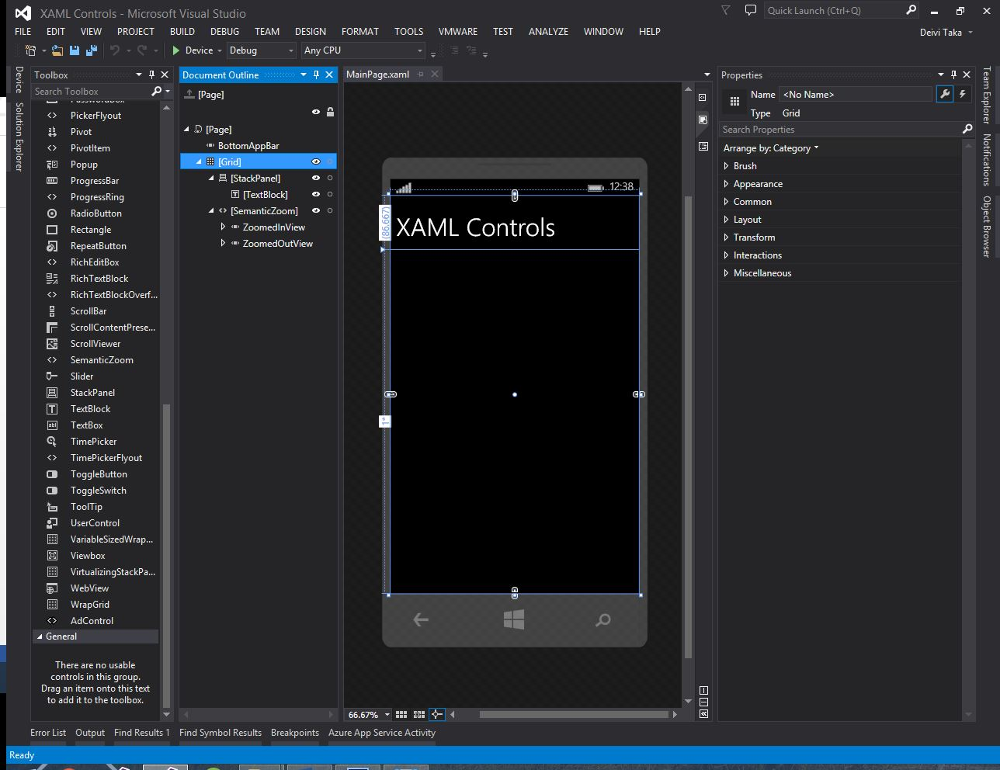 XAML Controls - Microsoft Visual Studio
Quick Launch (Ctrl+Q)
FILE EDIT VIEW PROJECT BUILD DEBUG TEAM DESIGN FORMAT TOOLS VMWARE TEST ANALYZE WINDOW HELP
Deivi Taka
Device Debug Any CPU
Device
Solution Explorer
Toolbox
Search Toolbox
PasswordBox
PickerFlyout
Pivot
PivotItem
Popup
ProgressBar
ProgressRing
RadioButton
Rectangle
RepeatButton
RichEditBox
RichTextBlock
RichTextBlockOverf...
ScrollBar
ScrollContentPrese...
ScrollViewer
SemanticZoom
Slider
StackPanel
TextBlock
TextBox
TimePicker
TimePickerFlyout
ToggleButton
ToggleSwitch
ToolTip
UserControl
VariableSizedWrap...
Viewbox
VirtualizingStackPa...
WebView
WrapGrid
AdControl
General
There are no usable
controls in this group.
Drag an item onto this text
to add it to the toolbox.
Document Outline
[Page]
[Page]
BottomAppBar
[Grid]
[StackPanel]
[TextBlock]
[SemanticZoom]
ZoomedInView
ZoomedOutView
MainPage.xaml
12:38
(86.667)
XAML Controls
1*
66.67%
Properties
Name <No Name>
Type Grid
Search Properties
Arrange by: Category
Brush
Appearance
Common
Layout
Transform
Interactions
Miscellaneous
Team Explorer
Notifications
Object Browser
Error List Output Find Results 1 Find Symbol Results Breakpoints Azure App Service Activity
Ready